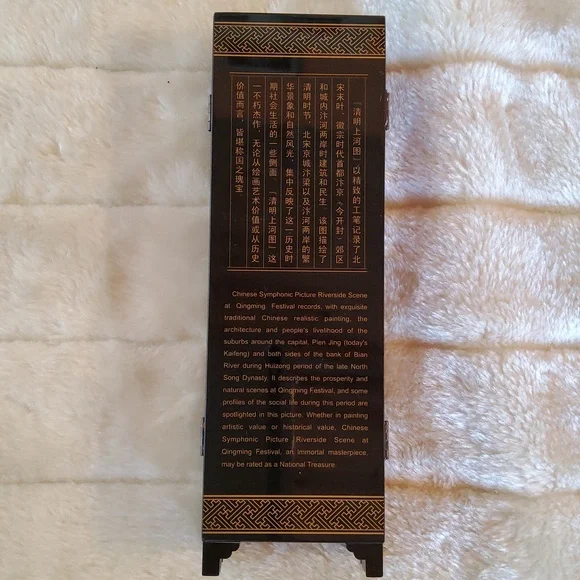 「清明上河图」以精致的工笔记录了北
宋末叶、徽宗时代首都汴京（今开封）郊区
和城内汴河两岸时建筑和民生。该图描绘了
清明时节，北宋京城汴梁以及汴河两岸的繁
华景象和自然风光，集中反映了这一历史时
期社会生活的一些侧面。「清明上河图」这
一不朽杰作，无论从绘画艺术价值或从历史
价值而言，皆堪称国之瑰宝
Chinese Symphonic Picture Riverside Scene
at Qingming Festival records, with exquisite
traditional Chinese realistic painting, the
architecture and people's livelihood of the
suburbs around the capital, Pien Jing (today's
Kaifeng) and both sides of the bank of Bian
River during Huizong period of the late North
Song Dynasty. It describes the prosperity and
natural scenes at Qingming Festival, and some
profiles of the social life during this period are
spotlighted in this picture. Whether in painting
artistic value or historical value, Chinese
Symphonic Picture Riverside Scene at
Qingming Festival, an immortal masterpiece,
may be rated as a National Treasure